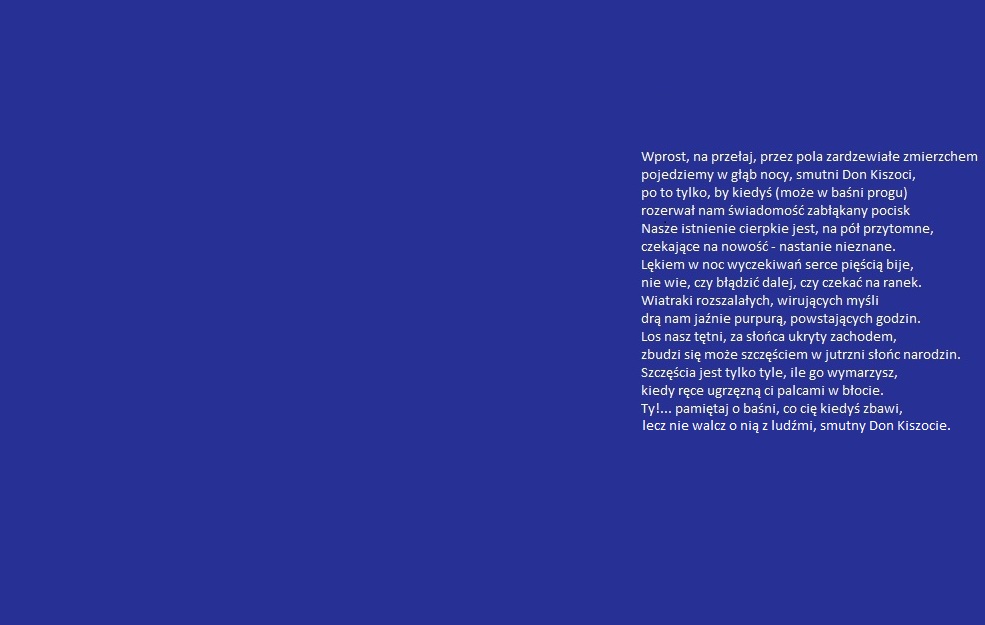 Wprost, na przełaj, przez pola zardzewiałe zmierzchem
pojedziemy w głąb nocy, smutni Don Kiszoci,
po to tylko, by kiedyś (może w baśni progu)
rozerwał nam świadomość zabłąkany pocisk
Nasze istnienie cierpkie jest, na pół przytomne,
czekające na nowość - nastanie nieznane.
Lękiem w noc wyczekiwań serce pięścią bije,
nie wie, czy błądzić dalej, czy czekać na ranek.
Wiatraki rozszalałych, wirujących myśli
drą nam jaźnie purpurą, powstających godzin.
Los nasz tętni, za słońca ukryty zachodem,
zbudzi się może szczęściem w jutrzni słońc narodzin.
Szczęścia jest tylko tyle, ile go wymarzysz,
kiedy ręce ugrzęzną ci palcami w błocie.
Ty!... pamiętaj o baśni, co cię kiedyś zbawi,
lecz nie walcz o nią z ludźmi, smutny Don Kiszocie.